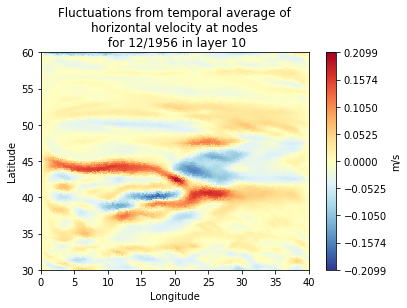 Fluctuations from temporal average of
horizontal velocity at nodes
for 12/1956 in layer 10
60
55
50
45
40
35
30
Latitude
0 5 10 15 20 25 30 35 40
Longitude
0.2099
0.1574
0.1050
0.0525
0.0000
−0.0525
−0.1050
−0.1574
−0.2099
m/s